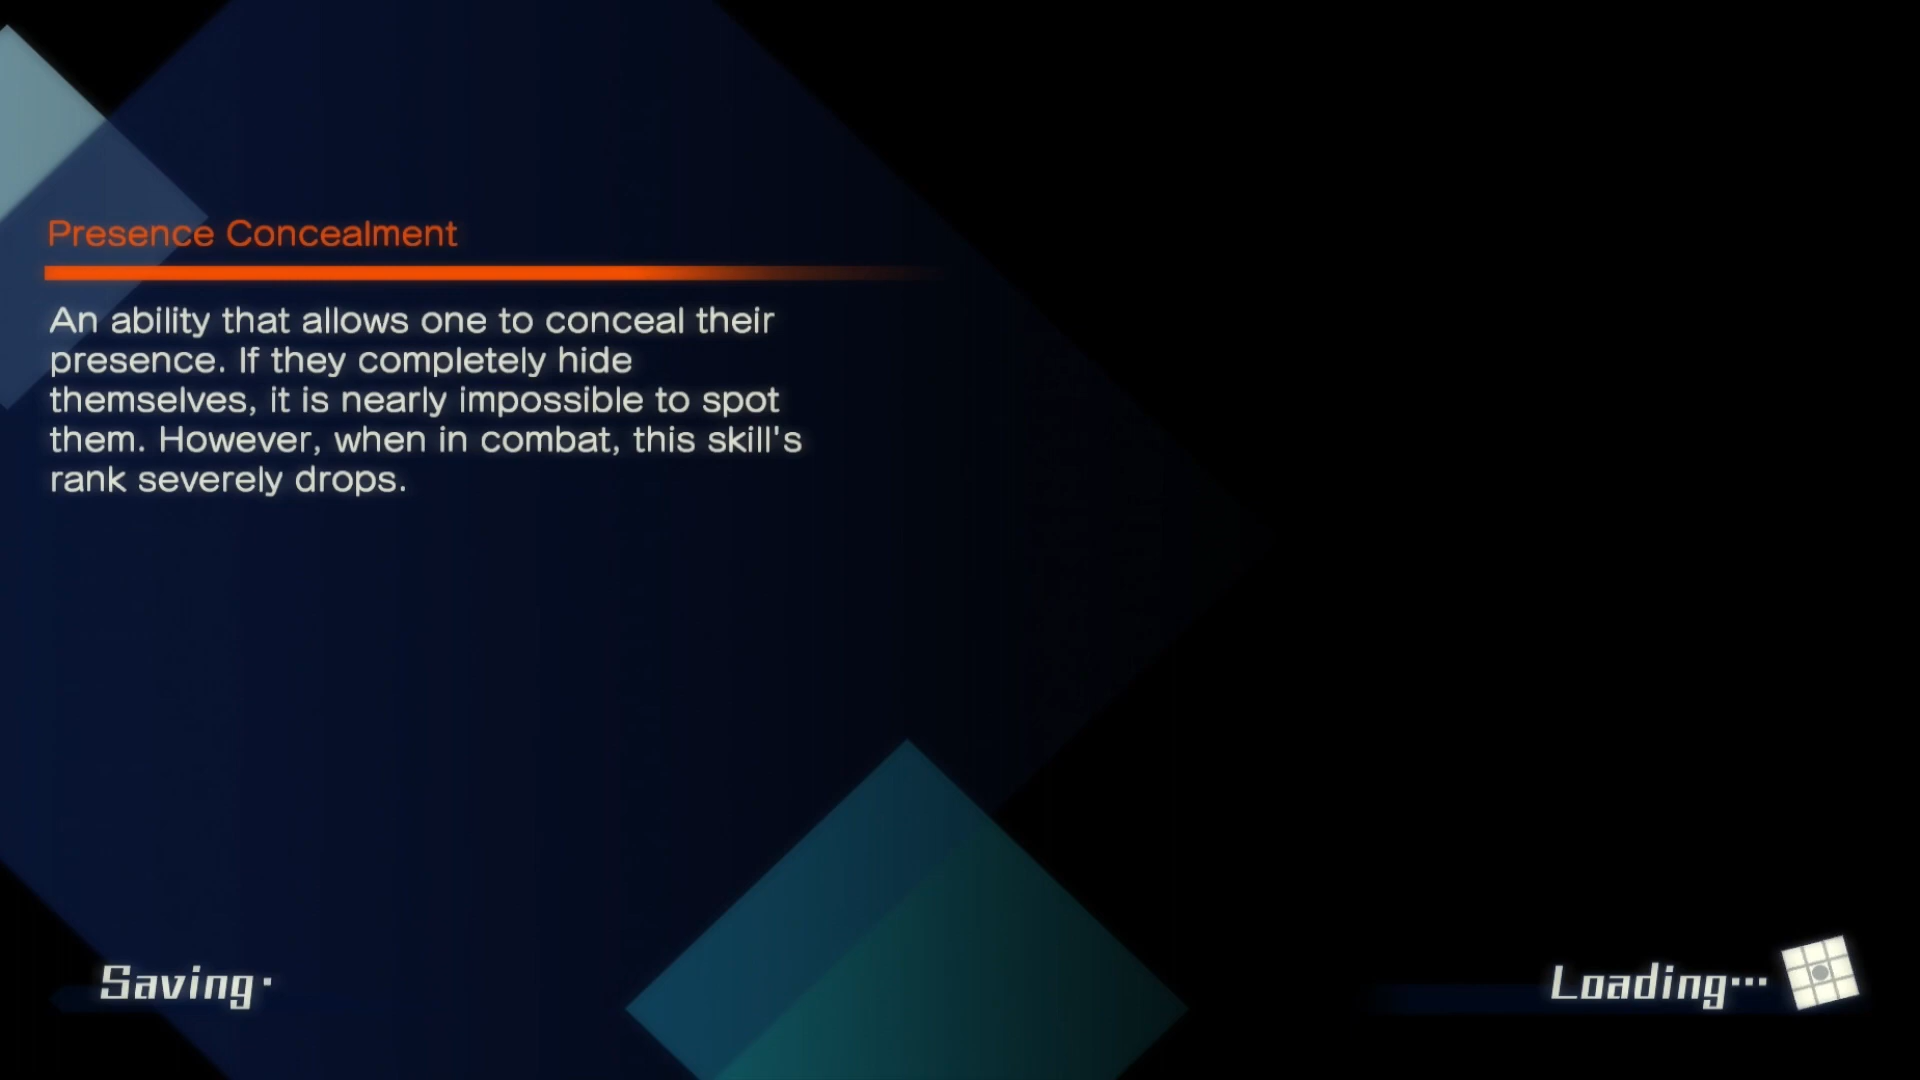 Presence Concealment
An ability that allows one to conceal their
presence. If they completely hide
themselves, it is nearly impossible to spot
them. However, when in combat, this skill's
rank severely drops.
Saving·
Loading···